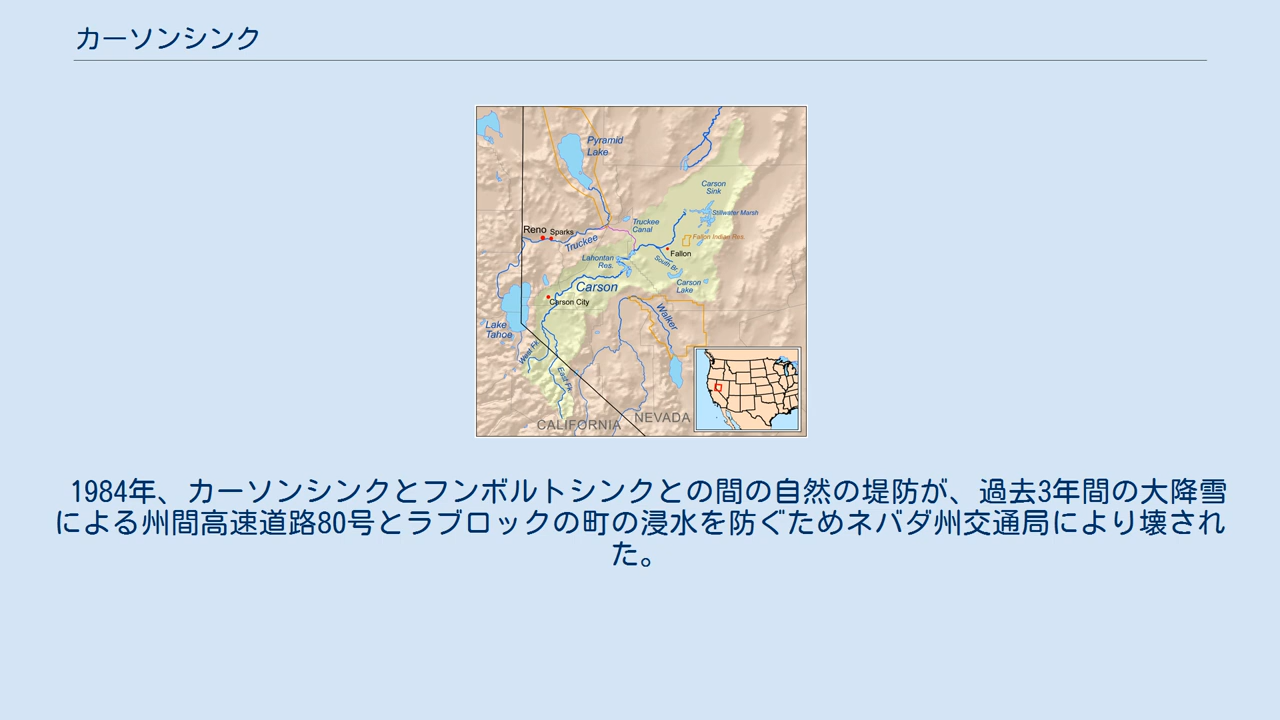 カーソンシンク
Pyramid
Lake
Carson
Sink
Stillwater Marsh
Truckee
Canal
Reno
Sparks
Truckee
Fallon Indian Res.
Fallon
Lahontan
Res.
South Br.
Carson
Carson
Lake
Carson City
Walker
Lake
Tahoe
West Fk.
East Fk.
CALIFORNIA
NEVADA
1984年、カーソンシンクとフンボルトシンクとの間の自然の堤防が、過去3年間の大降雪
による州間高速道路80号とラブロックの町の浸水を防ぐためネバダ州交通局により壊され
た。